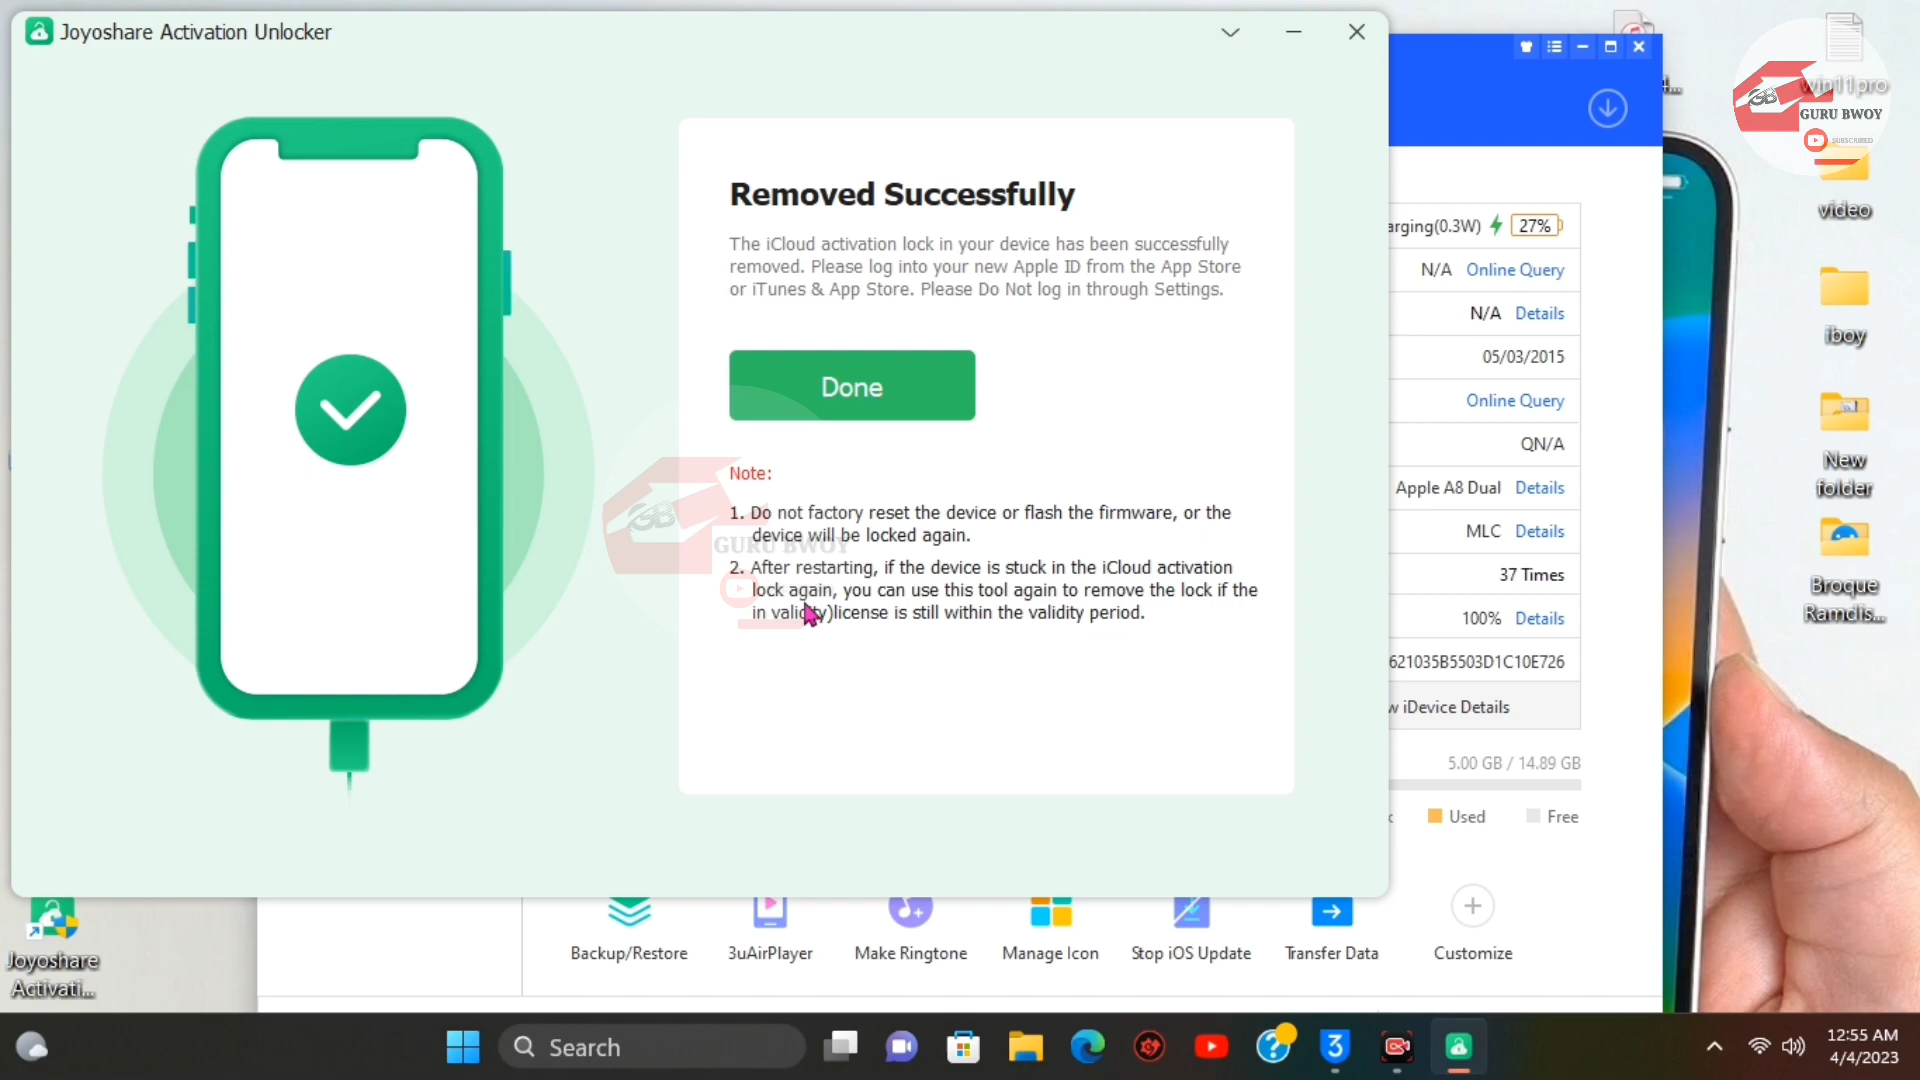 Joyoshare Activation Unlocker
win11pro
GURU BWOY
SUBSCRIBED
Removed Successfully
The iCloud activation lock in your device has been successfully
removed. Please log into your new Apple ID from the App Store
or iTunes & App Store. Please Do Not log in through Settings.
Done
Note:
1. Do not factory reset the device or flash the firmware, or the
device will be locked again.
2. After restarting, if the device is stuck in the iCloud activation
lock again, you can use this tool again to remove the lock if the
in validity)license is still within the validity period.
GB
GURU BWOY
arging(0.3W) 27%
N/A Online Query
N/A Details
05/03/2015
Online Query
QN/A
Apple A8 Dual Details
MLC Details
37 Times
100% Details
621035B5503D1C10E726
w iDevice Details
5.00 GB / 14.89 GB
Used Free
video
iboy
New
folder
Broque
Ramdis...
Joyoshare
Activati...
Backup/Restore
3uAirPlayer
Make Ringtone
Manage Icon
Stop iOS Update
Transfer Data
Customize
Search
12:55 AM
4/4/2023